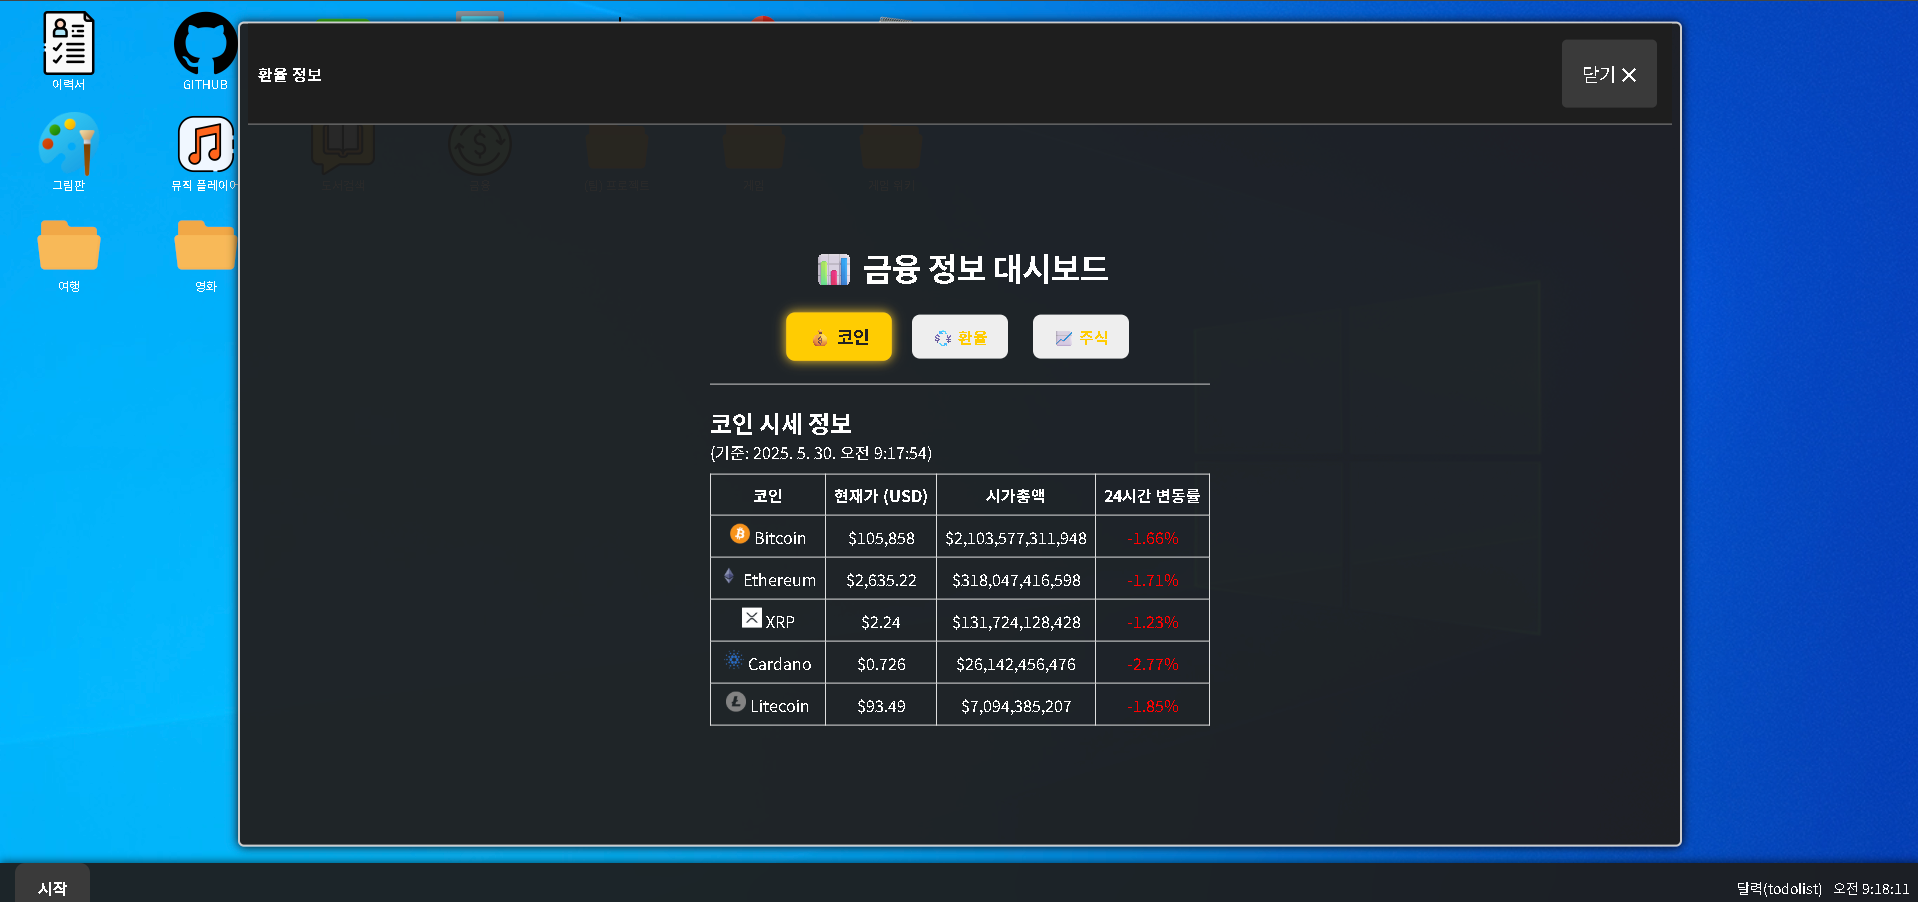 이력서
GITHUB
그림판
뮤직 플레이어
여행
영화
환율 정보
닫기 ✕
금융 정보 대시보드
코인
환율
주식
코인 시세 정보
(기준: 2025. 5. 30. 오전 9:17:54)
코인 현재가 (USD) 시가총액 24시간 변동률
Bitcoin $105,858 $2,103,577,311,948 -1.66%
Ethereum $2,635.22 $318,047,416,598 -1.71%
XRP $2.24 $131,724,128,428 -1.23%
Cardano $0.726 $26,142,456,476 -2.77%
Litecoin $93.49 $7,094,385,207 -1.85%
시작
달력(todolist) 오전 9:18:11